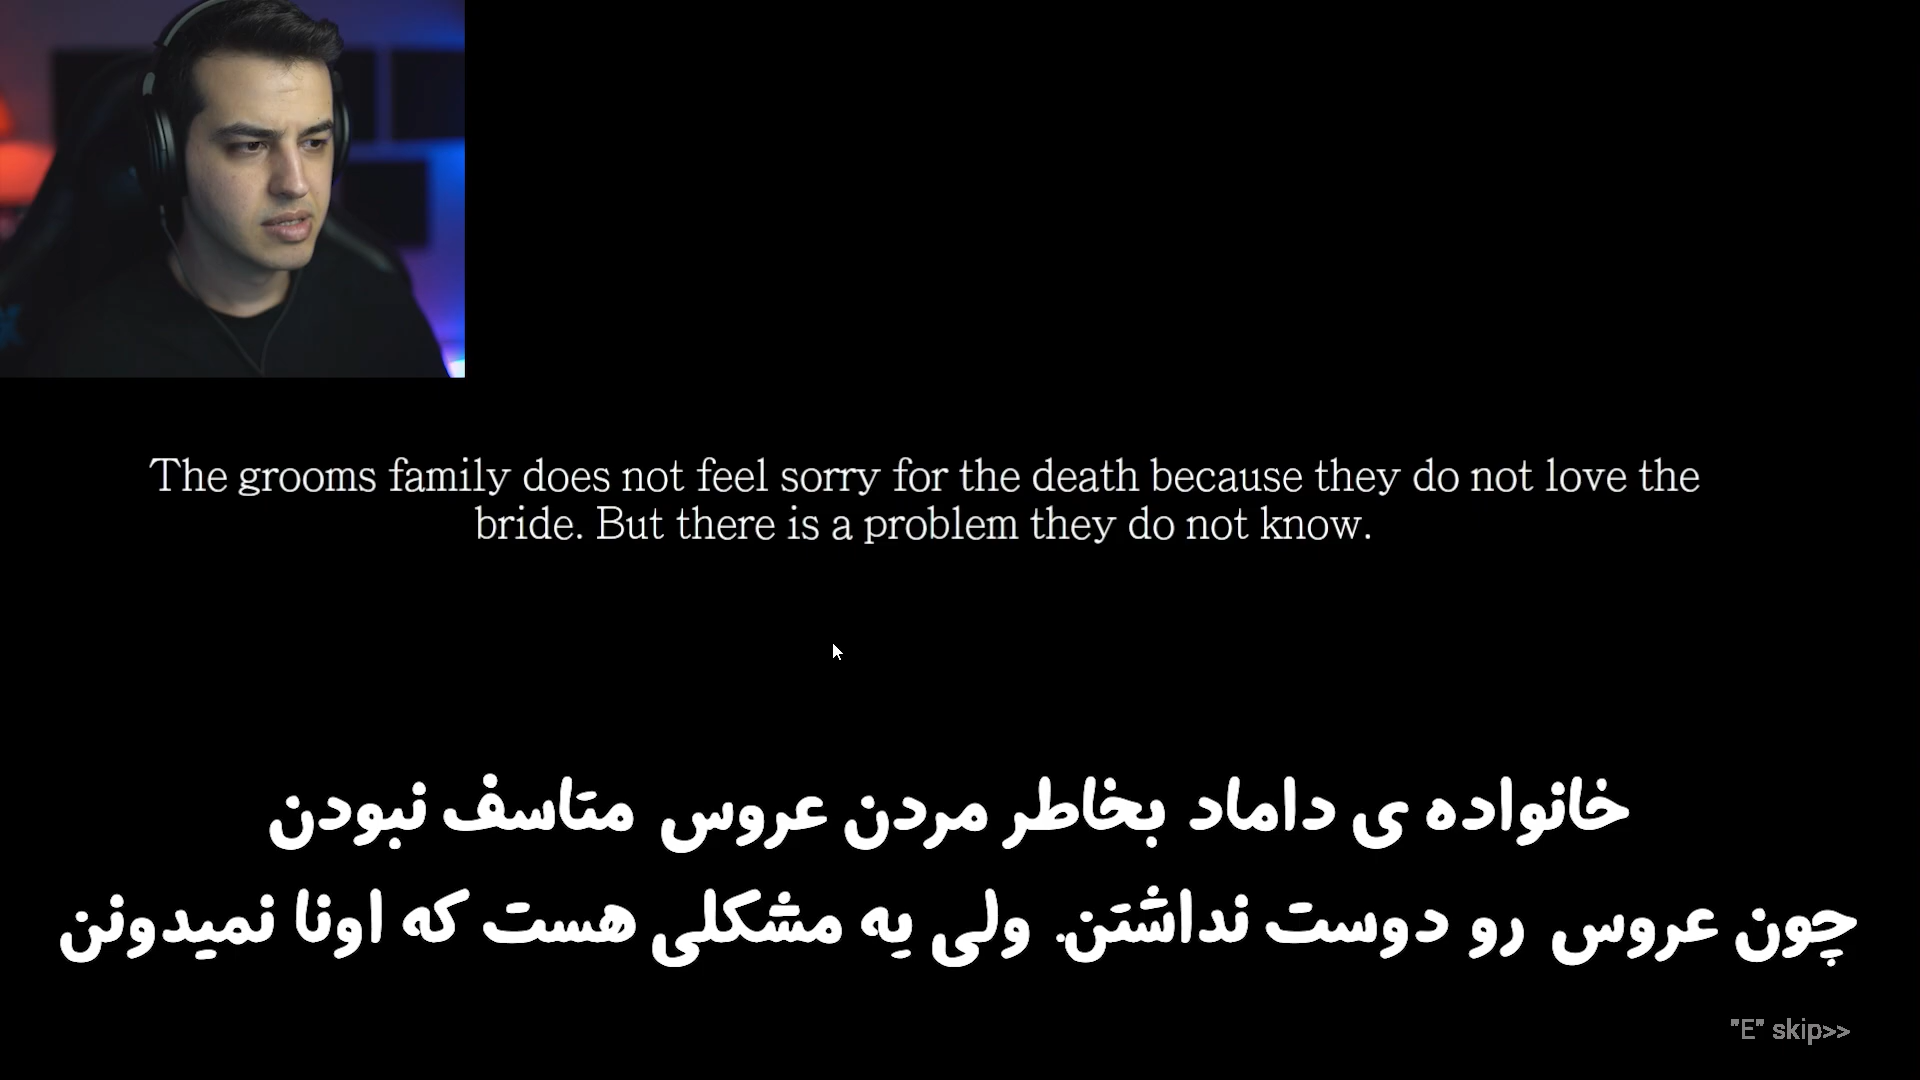 The grooms family does not feel sorry for the death because they do not love the
bride. But there is a problem they do not know.
خانواده ی داماد بخاطر مردن عروس متاسف نبودن
چون عروس رو دوست نداشتن. ولی یه مشکلی هست که اونا نمیدونن
"E" skip>>